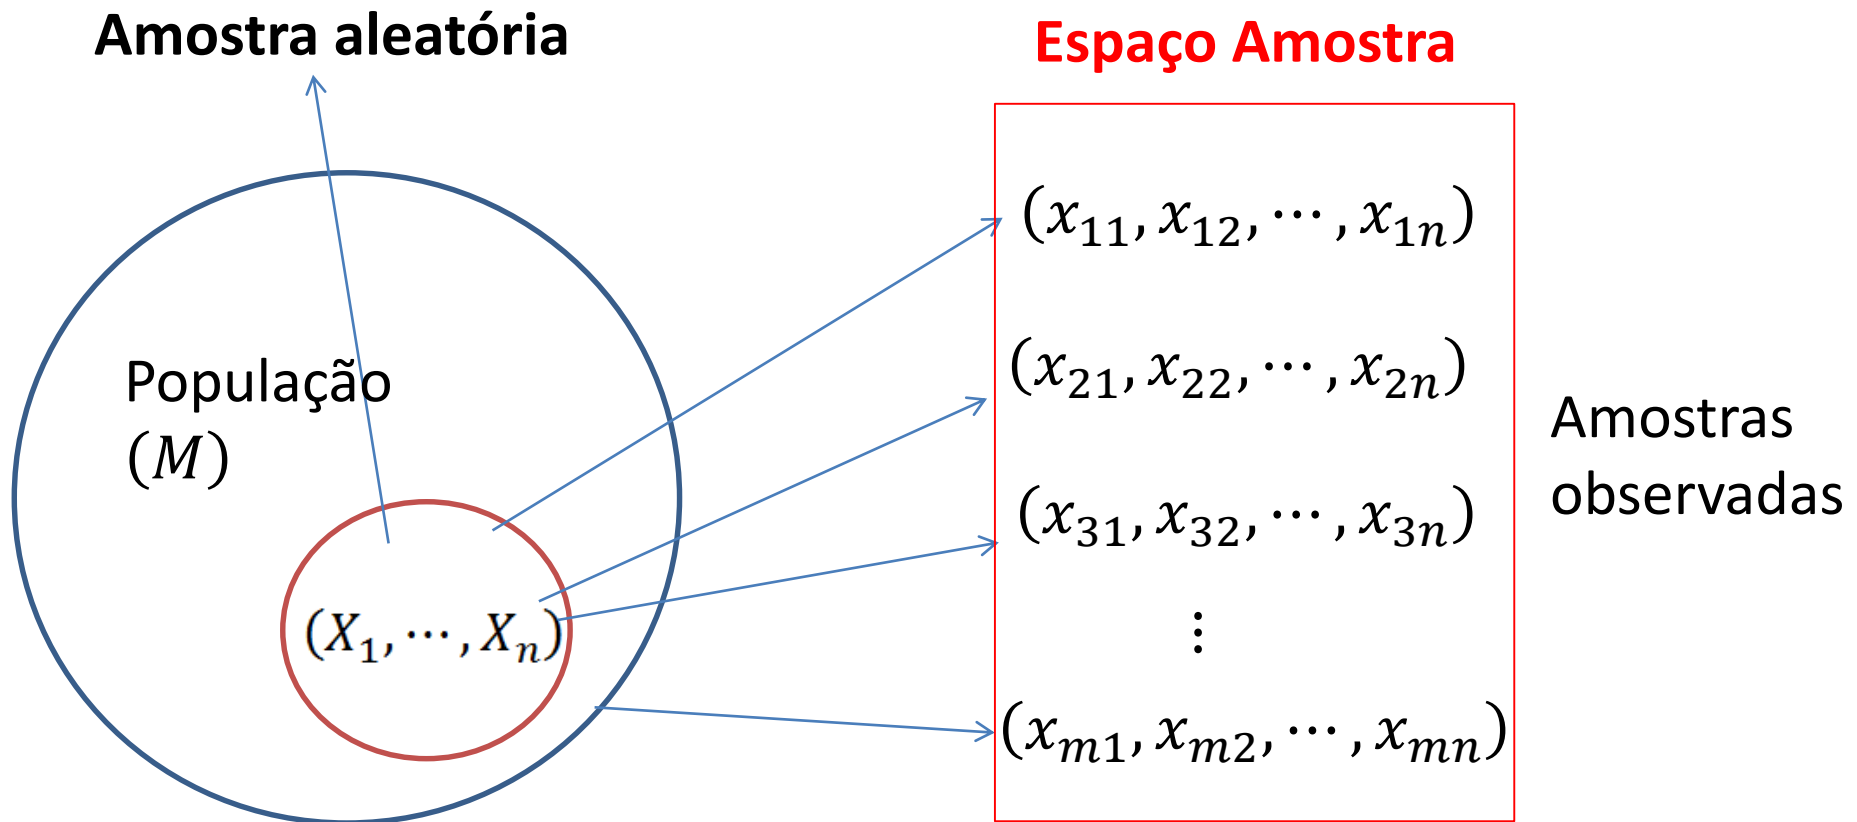 Amostra aleatória
Espaço Amostra
População
(M)
(X₁, ⋯ , Xₙ)
(x₁₁, x₁₂, ⋯ , x₁ₙ)
(x₂₁, x₂₂, ⋯ , x₂ₙ)
(x₃₁, x₃₂, ⋯ , x₃ₙ)
⋮
(xₘ₁, xₘ₂, ⋯ , xₘₙ)
Amostras
observadas